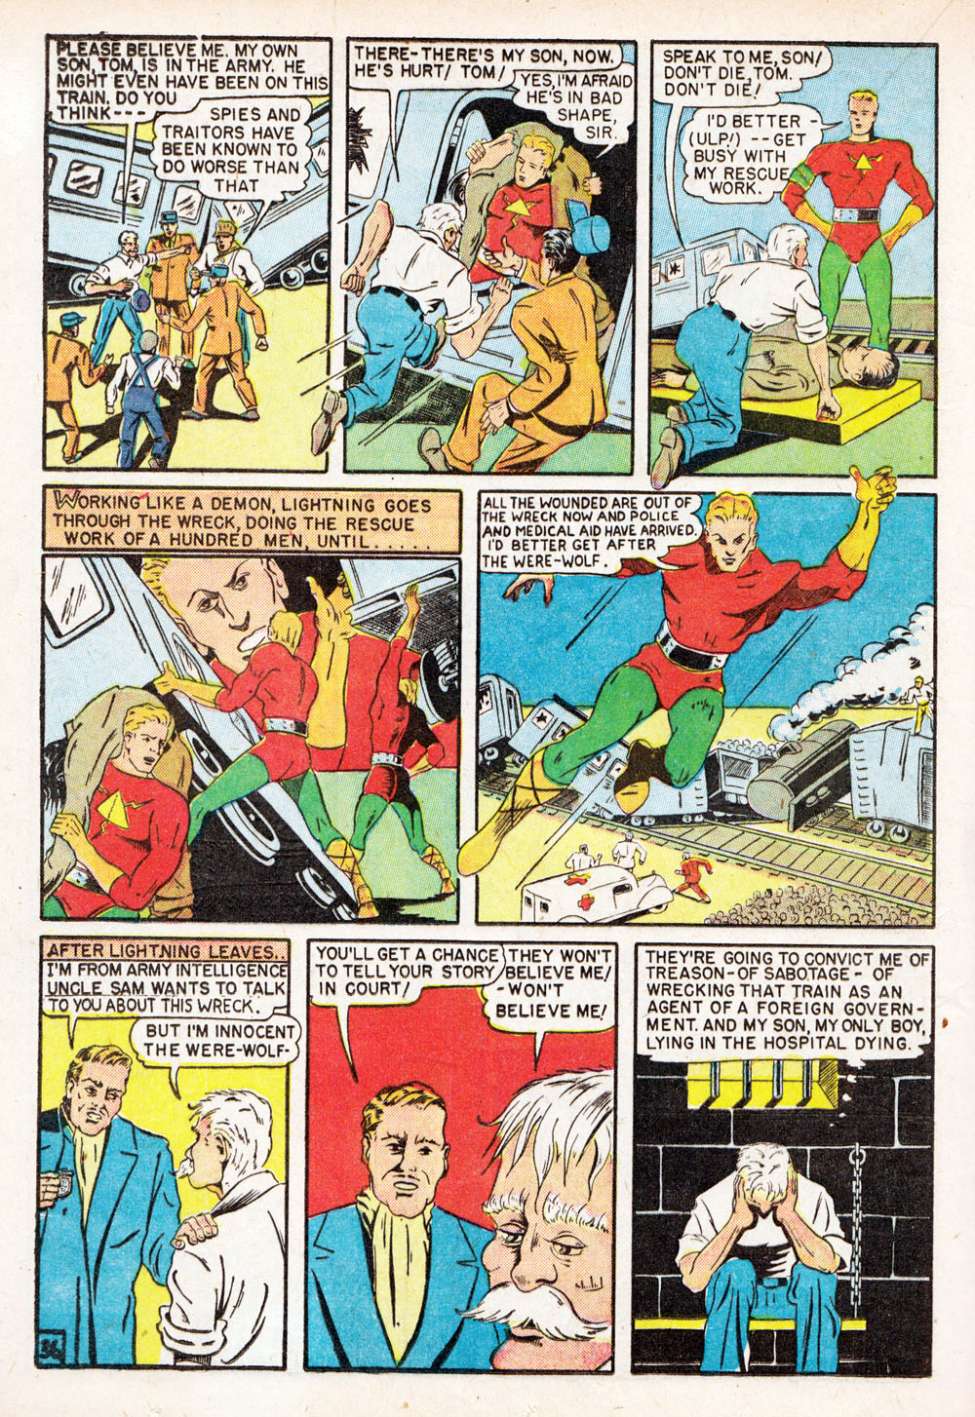 PLEASE BELIEVE ME. MY OWN
SON, TOM, IS IN THE ARMY. HE
MIGHT EVEN HAVE BEEN ON THIS
TRAIN. DO YOU
THINK---
SPIES AND
TRAITORS HAVE
BEEN KNOWN TO
DO WORSE THAN
THAT
THERE-THERE'S MY SON, NOW.
HE'S HURT! TOM!
YES, I'M AFRAID
HE'S IN BAD
SHAPE,
SIR.
SPEAK TO ME, SON!
DON'T DIE, TOM.
DON'T DIE!
I'D BETTER -
(ULP!) -- GET
BUSY WITH
MY RESCUE
WORK.
WORKING LIKE A DEMON, LIGHTNING GOES
THROUGH THE WRECK, DOING THE RESCUE
WORK OF A HUNDRED MEN, UNTIL.....
ALL THE WOUNDED ARE OUT OF
THE WRECK NOW AND POLICE
AND MEDICAL AID HAVE ARRIVED.
I'D BETTER GET AFTER
THE WERE-WOLF.
AFTER LIGHTNING LEAVES..
I'M FROM ARMY INTELLIGENCE
UNCLE SAM WANTS TO TALK
TO YOU ABOUT THIS WRECK.
BUT I'M INNOCENT
THE WERE-WOLF-
YOU'LL GET A CHANCE
TO TELL YOUR STORY
IN COURT!
THEY WON'T
BELIEVE ME!
-WON'T
BELIEVE ME!
THEY'RE GOING TO CONVICT ME OF
TREASON-OF SABOTAGE - OF
WRECKING THAT TRAIN AS AN
AGENT OF A FOREIGN GOVERN-
MENT. AND MY SON, MY ONLY BOY,
LYING IN THE HOSPITAL DYING.
36